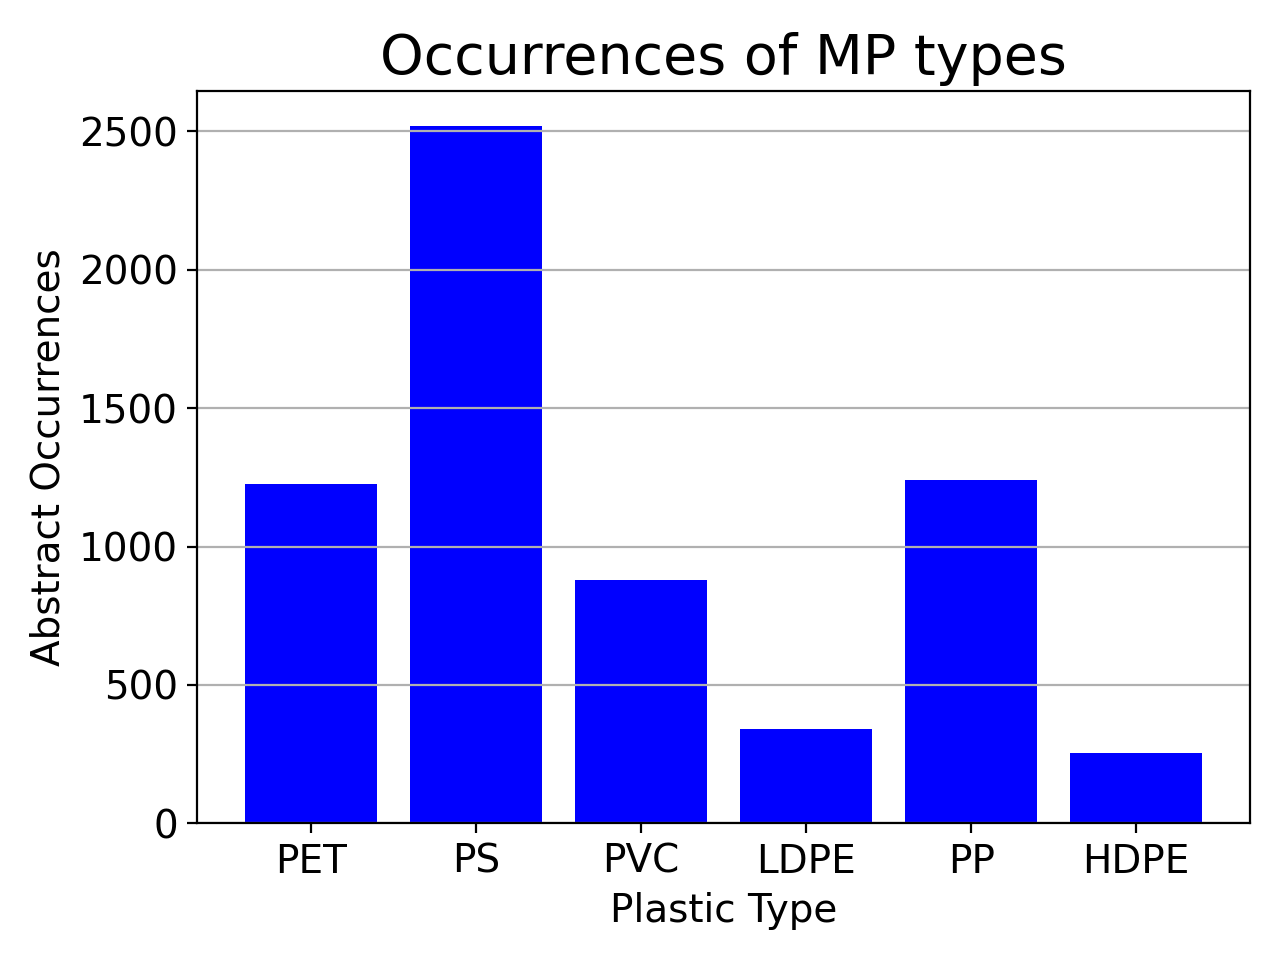 Occurrences of MP types
Abstract Occurrences
2500
2000
1500
1000
500
0
PET PS PVC LDPE PP HDPE
Plastic Type